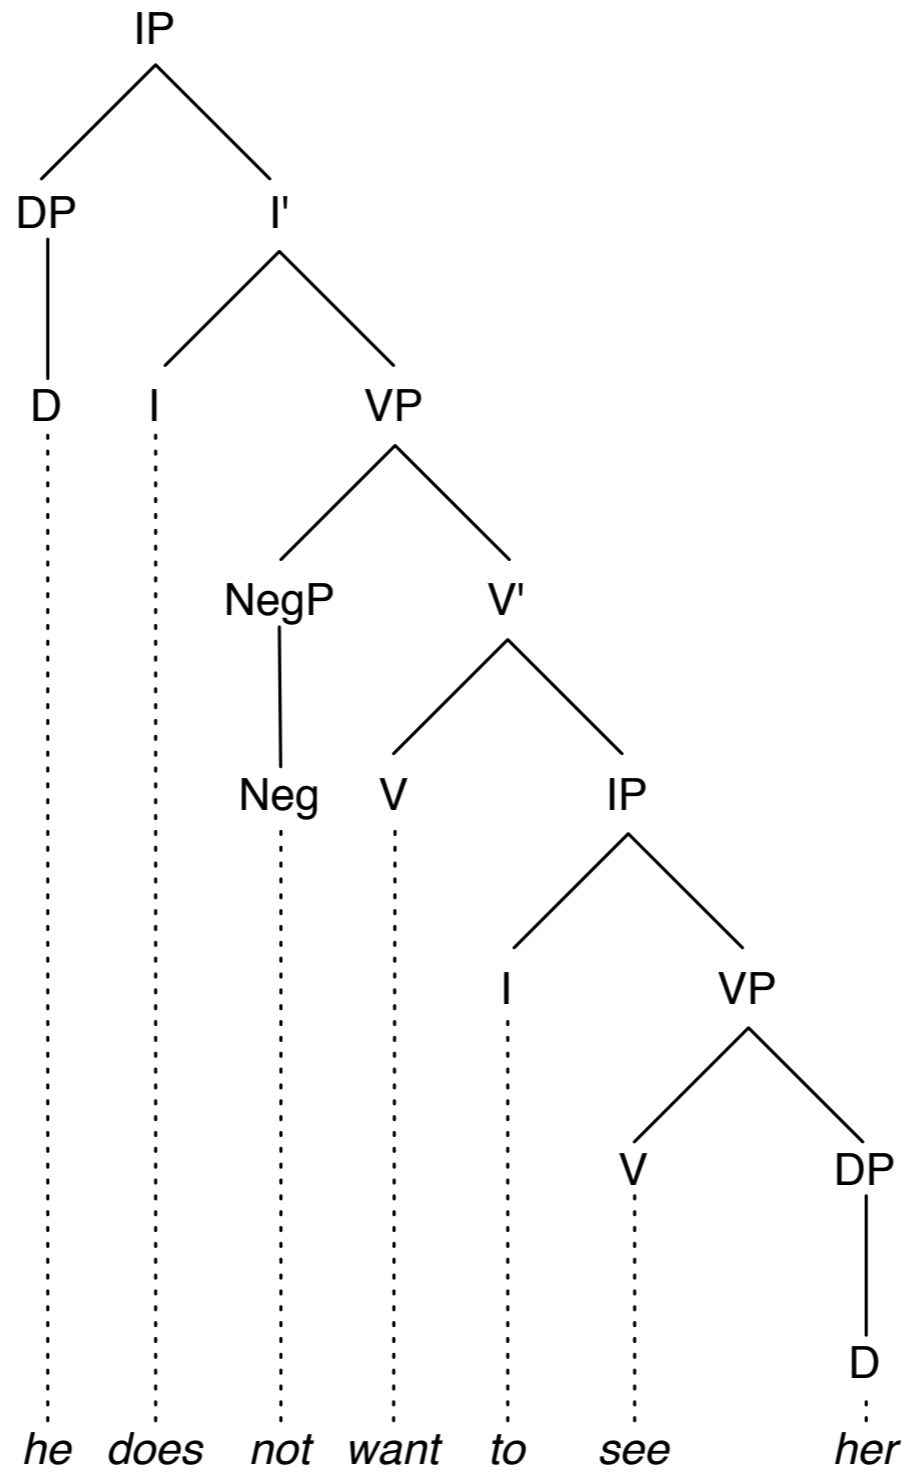 IP
DP I'
D I VP
NegP V'
Neg V IP
I VP
V DP
D
he does not want to see her